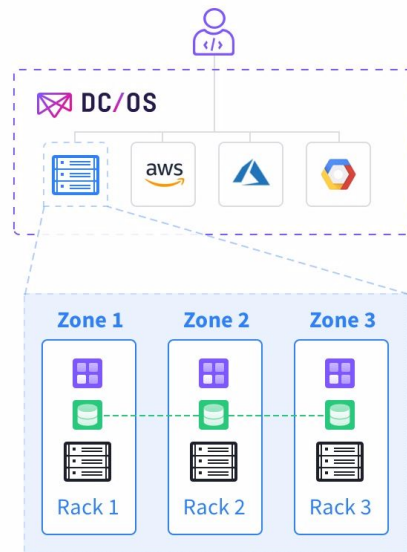 </>
DC/OS
aws
Zone 1 Zone 2 Zone 3
Rack 1 Rack 2 Rack 3